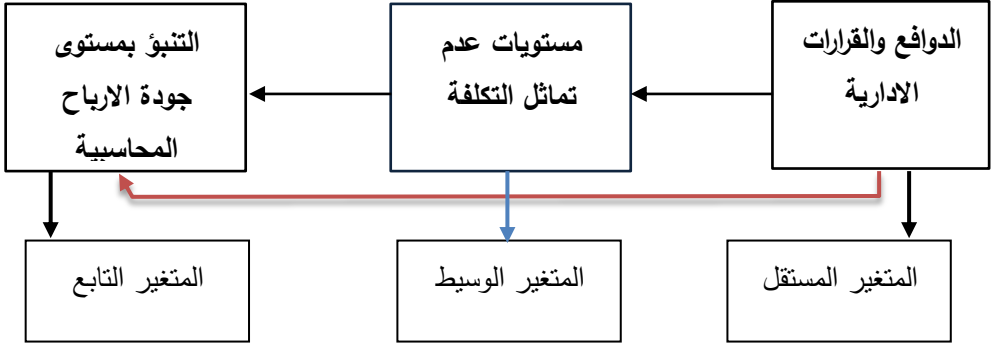 الدوافع والقرارات
الادارية
مستويات عدم
تماثل التكلفة
التنبؤ بمستوى
جودة الارباح
المحاسبية
المتغير المستقل
المتغير الوسيط
المتغير التابع